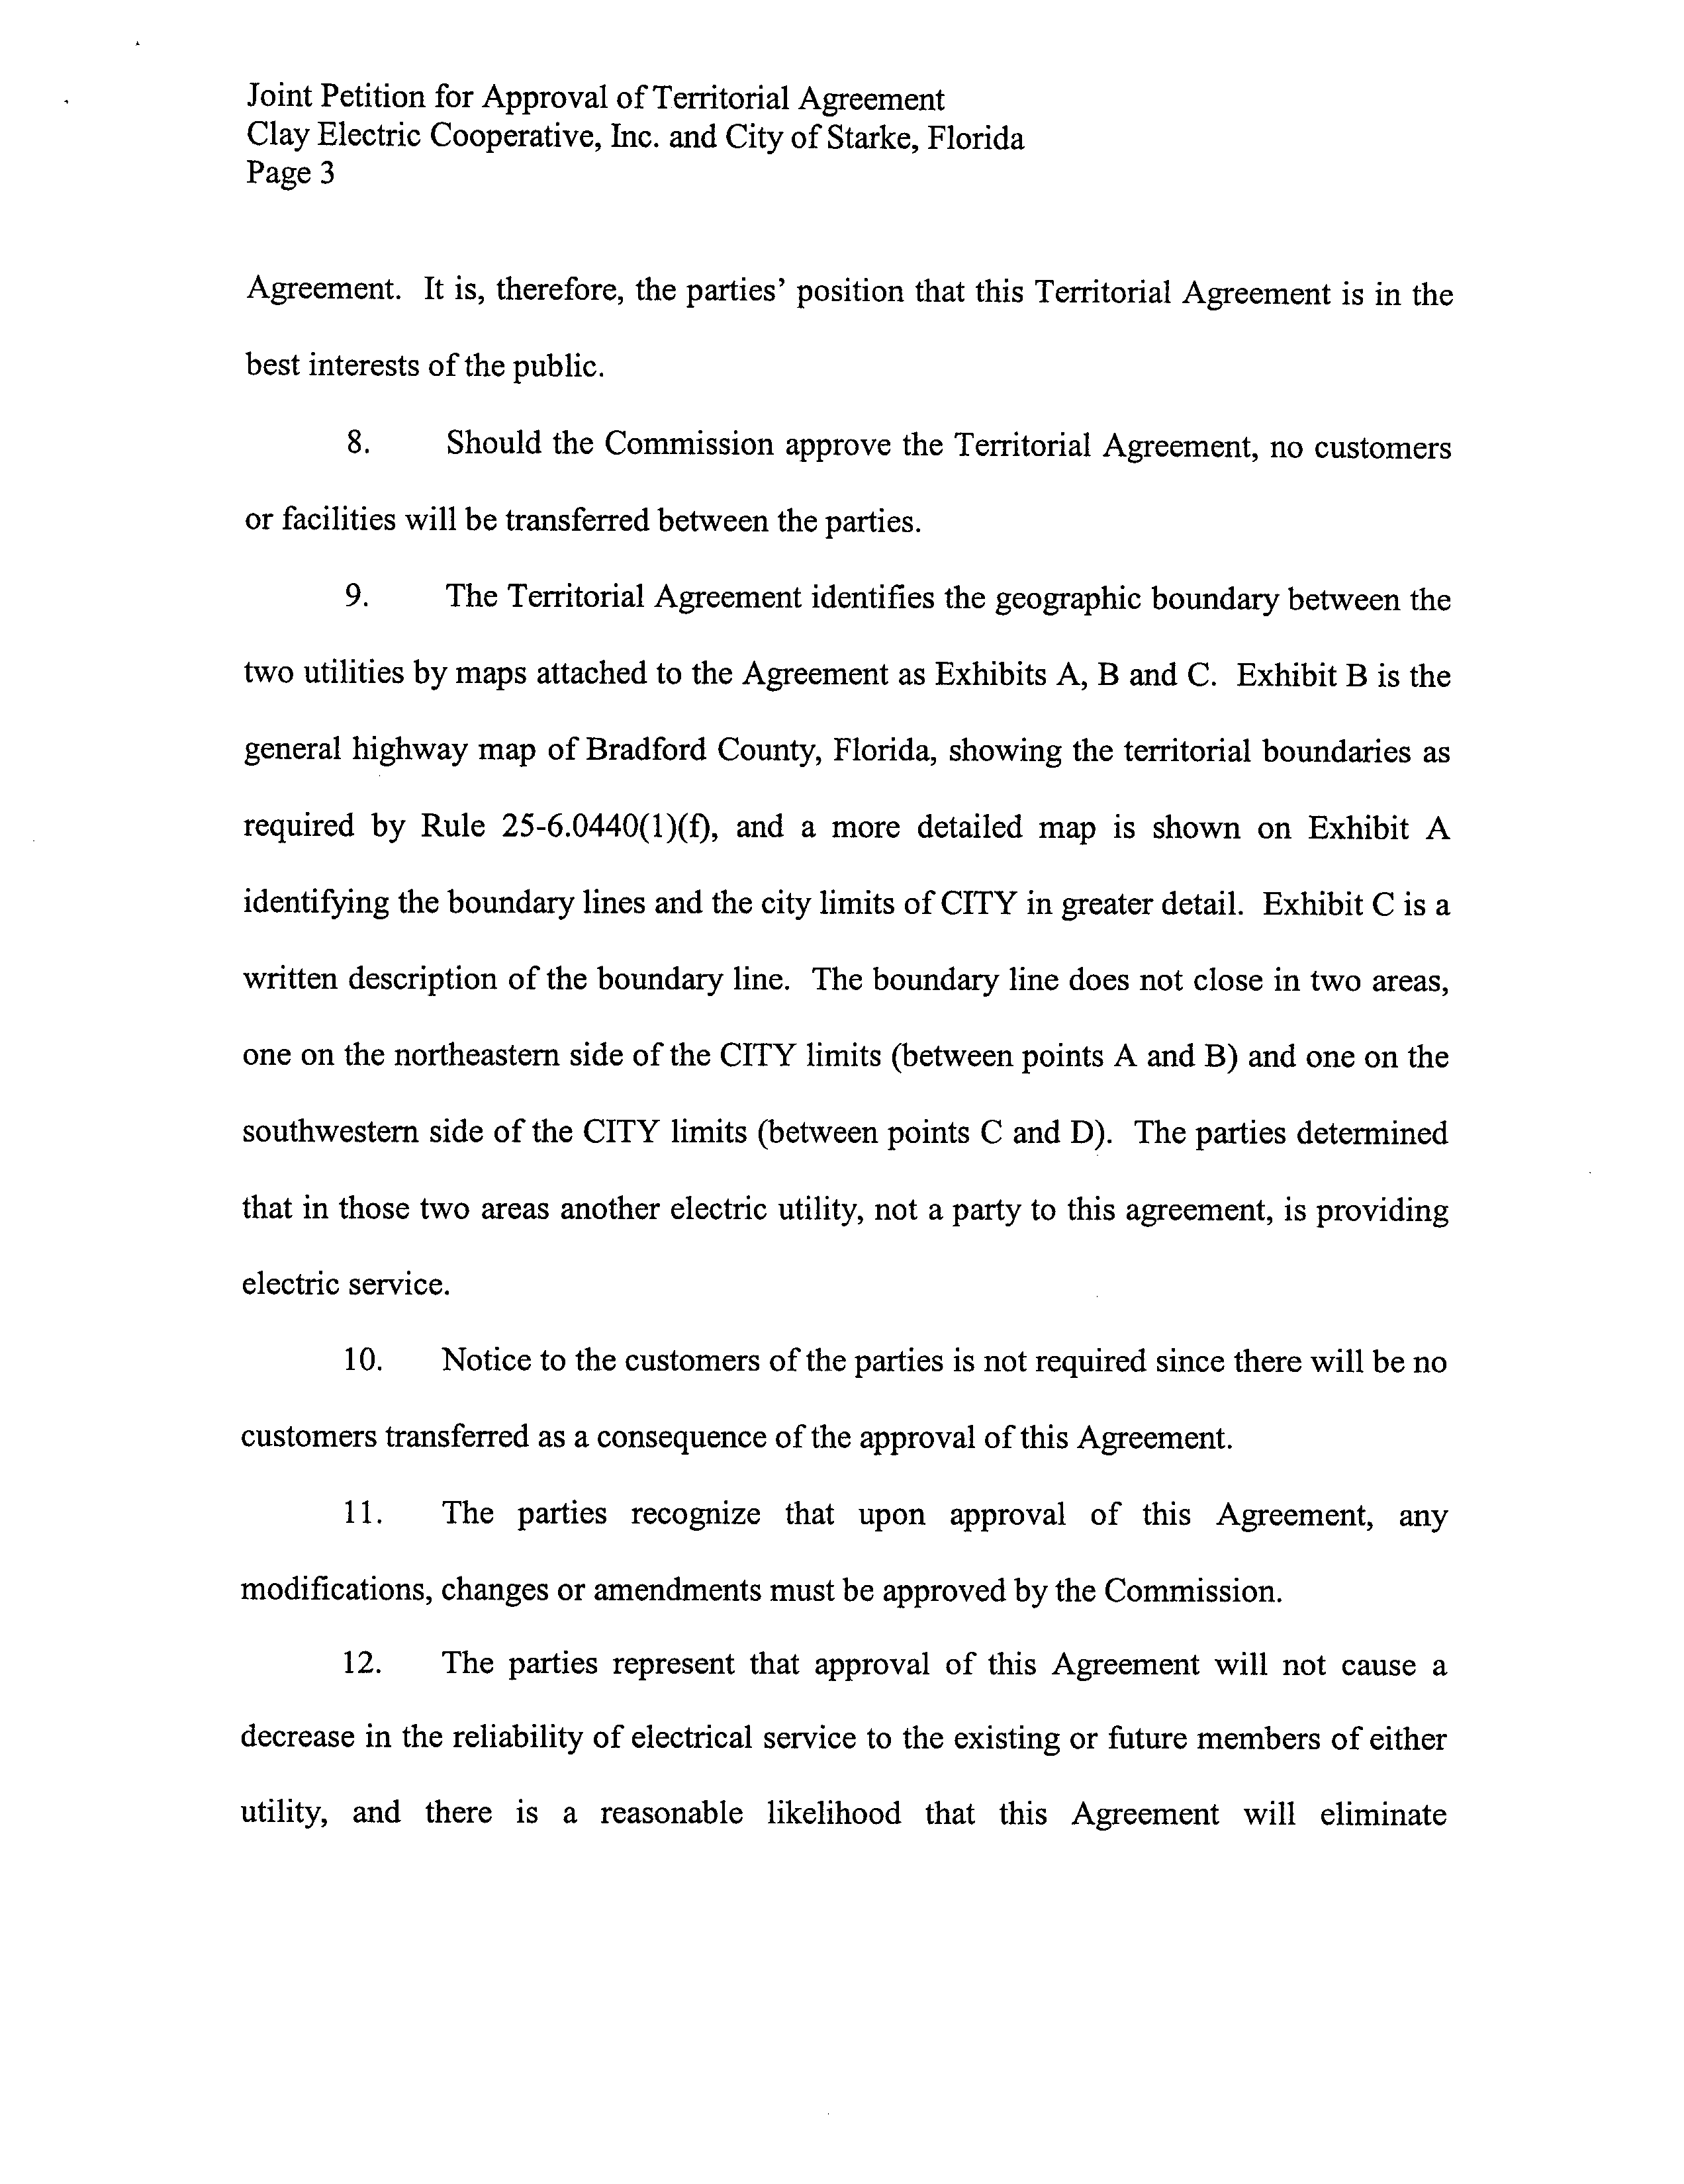 Joint Petition for Approval of Territorial Agreement
Clay Electric Cooperative, Inc. and City of Starke, Florida
Page 3
Agreement. It is, therefore, the parties’ position that this Territorial Agreement is in the
best interests of the public.
8. Should the Commission approve the Territorial Agreement, no customers
or facilities will be transferred between the parties.
9. The Territorial Agreement identifies the geographic boundary between the
two utilities by maps attached to the Agreement as Exhibits A, B and C. Exhibit B is the
general highway map of Bradford County, Florida, showing the territorial boundaries as
required by Rule 25-6.0440(1)(f), and a more detailed map is shown on Exhibit A
identifying the boundary lines and the city limits of CITY in greater detail. Exhibit C is a
written description of the boundary line. The boundary line does not close in two areas,
one on the northeastern side of the CITY limits (between points A and B) and one on the
southwestern side of the CITY limits (between points C and D). The parties determined
that in those two areas another electric utility, not a party to this agreement, is providing
electric service.
10. Notice to the customers of the parties is not required since there will be no
customers transferred as a consequence of the approval of this Agreement.
11. The parties recognize that upon approval of this Agreement, any
modifications, changes or amendments must be approved by the Commission.
12. The parties represent that approval of this Agreement will not cause a
decrease in the reliability of electrical service to the existing or future members of either
utility, and there is a reasonable likelihood that this Agreement will eliminate